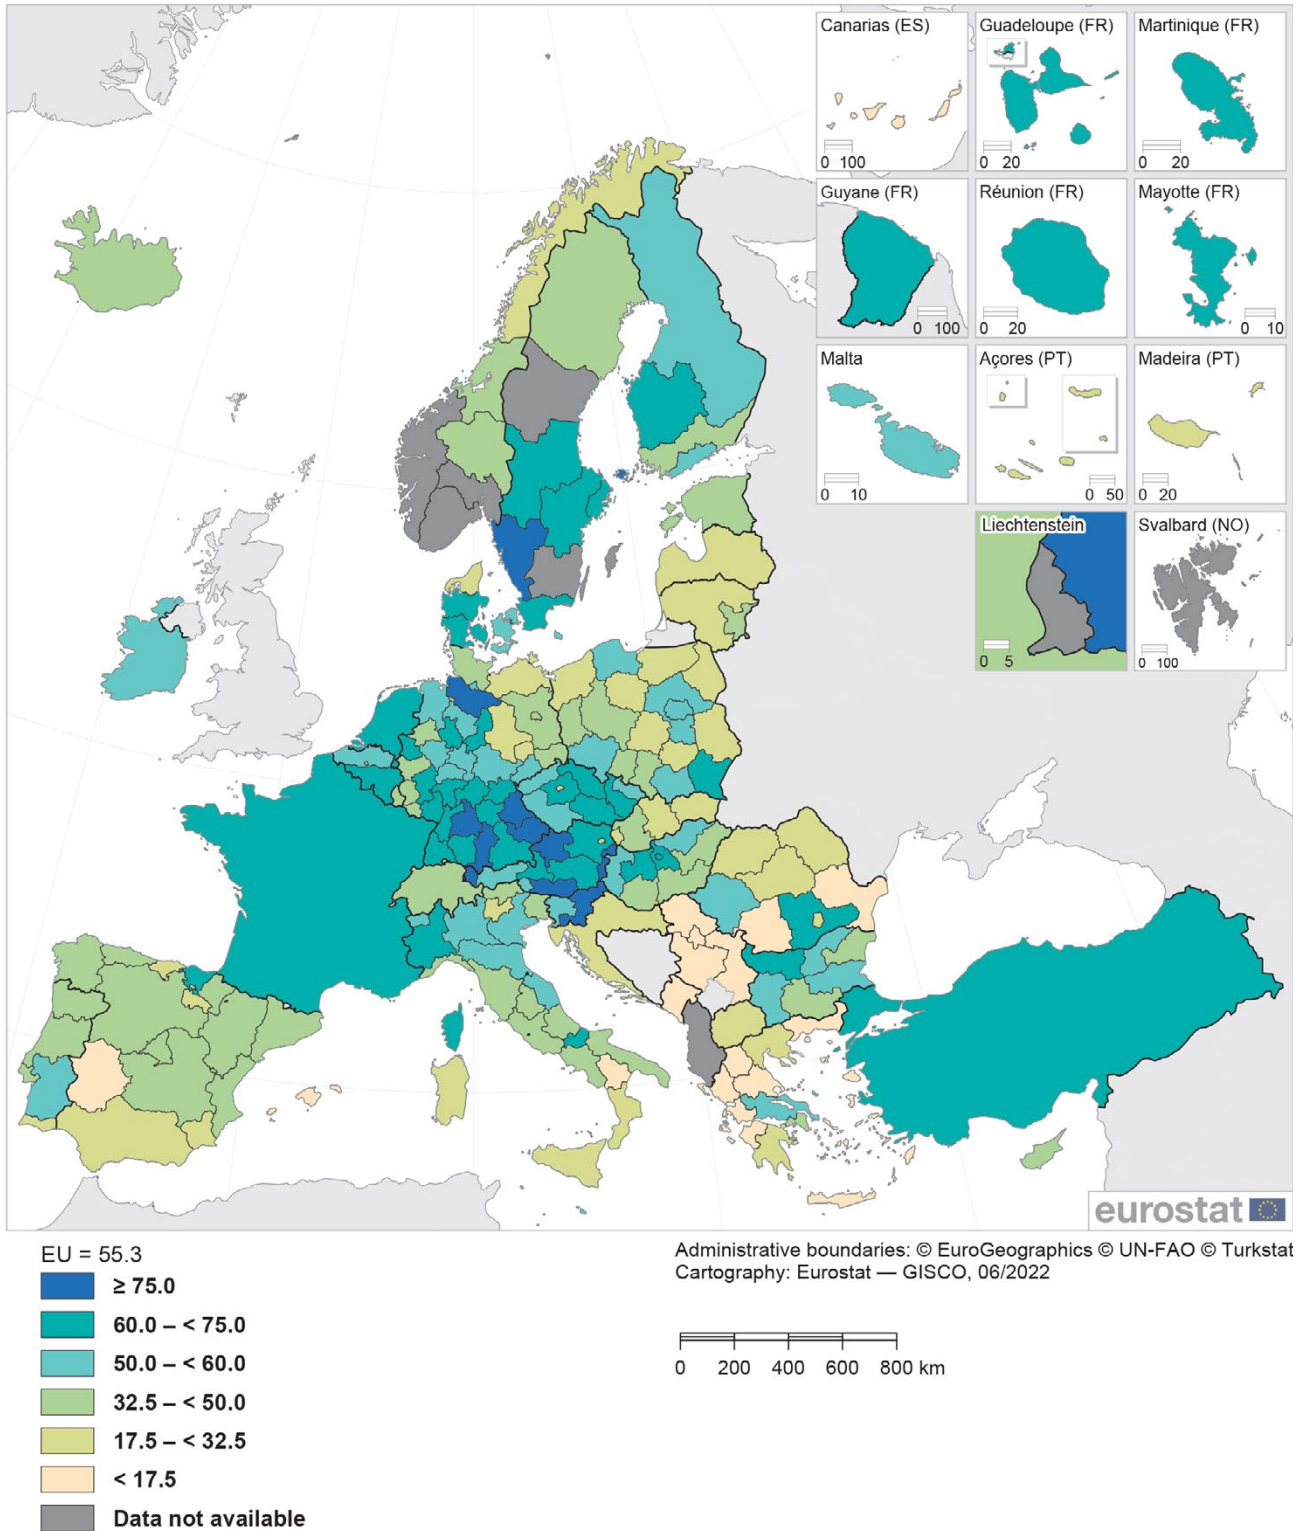 Canarias (ES)
0 100
Guadeloupe (FR)
0 20
Martinique (FR)
0 20
Guyane (FR)
0 100
Réunion (FR)
0 20
Mayotte (FR)
0 10
Malta
0 10
Açores (PT)
0 50
Madeira (PT)
0 20
Liechtenstein
0 5
Svalbard (NO)
0 100
eurostat
EU = 55.3
≥ 75.0
60.0 – < 75.0
50.0 – < 60.0
32.5 – < 50.0
17.5 – < 32.5
< 17.5
Data not available
Administrative boundaries: © EuroGeographics © UN-FAO © Turkstat
Cartography: Eurostat — GISCO, 06/2022
0 200 400 600 800 km